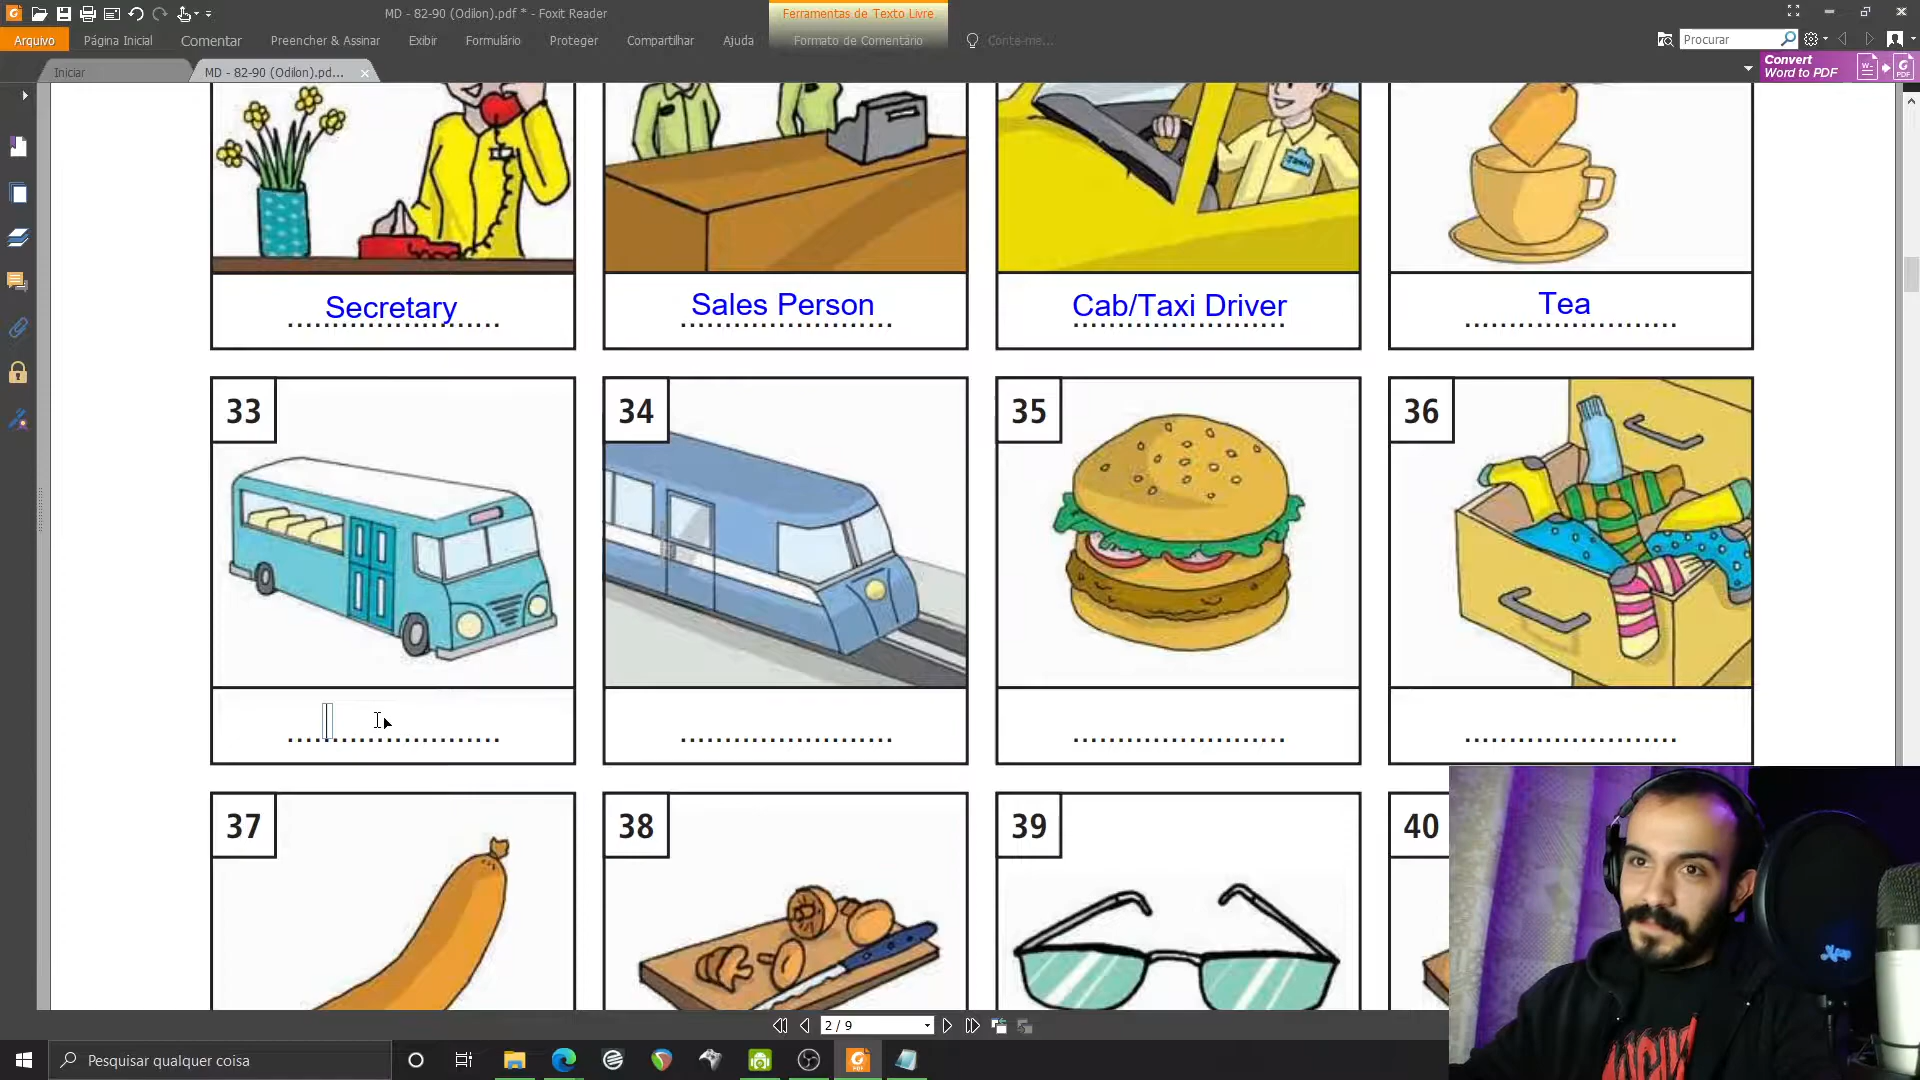 MD - 82-90 (Odilon).pdf * - Foxit Reader
Ferramentas de Texto Livre
Arquivo
Página Inicial
Comentar
Preencher & Assinar
Exibir
Formulário
Proteger
Compartilhar
Ajuda
Formato de Comentário
Conte-me...
Procurar
Iniciar
MD - 82-90 (Odilon).pd...
Convert
Word to PDF
Secretary
Sales Person
Cab/Taxi Driver
Tea
33
34
35
36
37
38
39
40
2 / 9
Pesquisar qualquer coisa